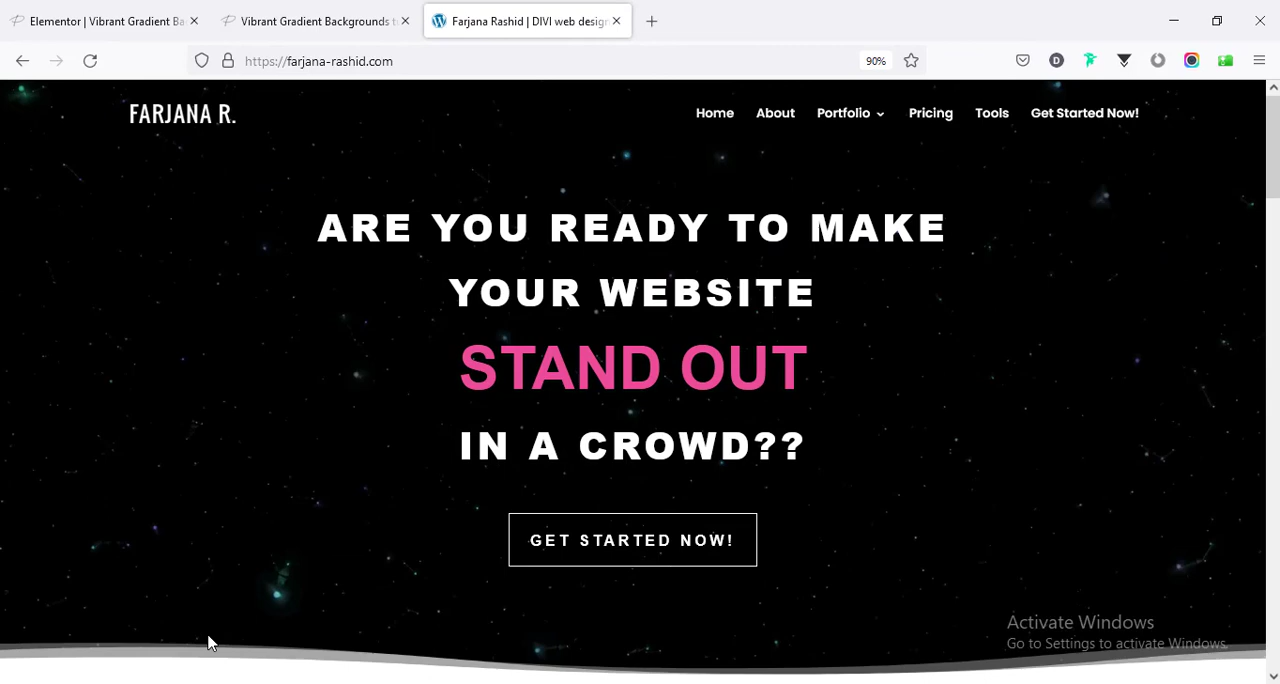 Elementor | Vibrant Gradient Ba
Vibrant Gradient Backgrounds t
Farjana Rashid | DIVI web design
https://farjana-rashid.com
90%
FARJANA R.
Home
About
Portfolio
Pricing
Tools
Get Started Now!
ARE YOU READY TO MAKE
YOUR WEBSITE
STAND OUT
IN A CROWD??
GET STARTED NOW!
Activate Windows
Go to Settings to activate Windows.